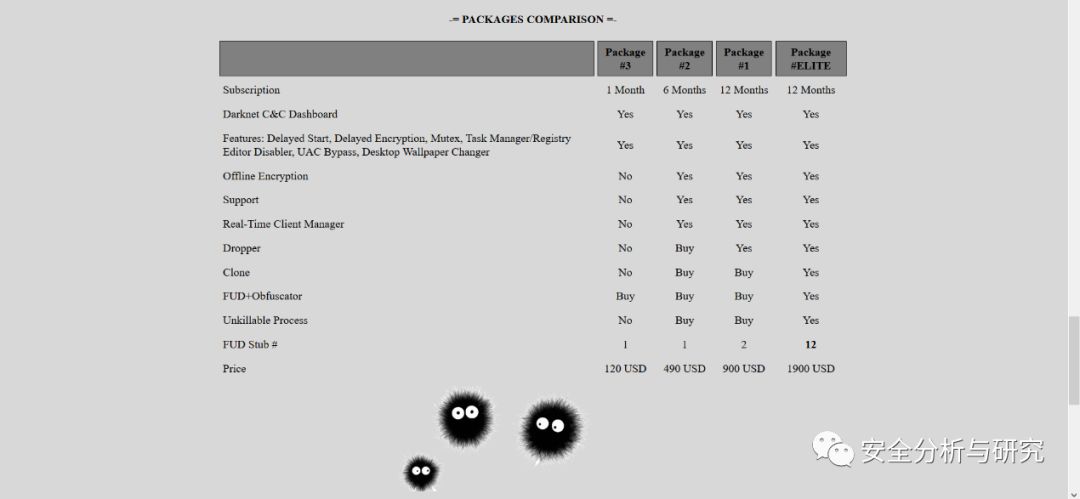 -= PACKAGES COMPARISON =-
Package #3 Package #2 Package #1 Package #ELITE
Subscription 1 Month 6 Months 12 Months 12 Months
Darknet C&C Dashboard Yes Yes Yes Yes
Features: Delayed Start, Delayed Encryption, Mutex, Task Manager/Registry
Editor Disabler, UAC Bypass, Desktop Wallpaper Changer Yes Yes Yes Yes
Offline Encryption No Yes Yes Yes
Support No Yes Yes Yes
Real-Time Client Manager No Yes Yes Yes
Dropper No Buy Yes Yes
Clone No Buy Buy Yes
FUD+Obfuscator Buy Buy Buy Yes
Unkillable Process No Buy Buy Yes
FUD Stub # 1 1 2 12
Price 120 USD 490 USD 900 USD 1900 USD
安全分析与研究